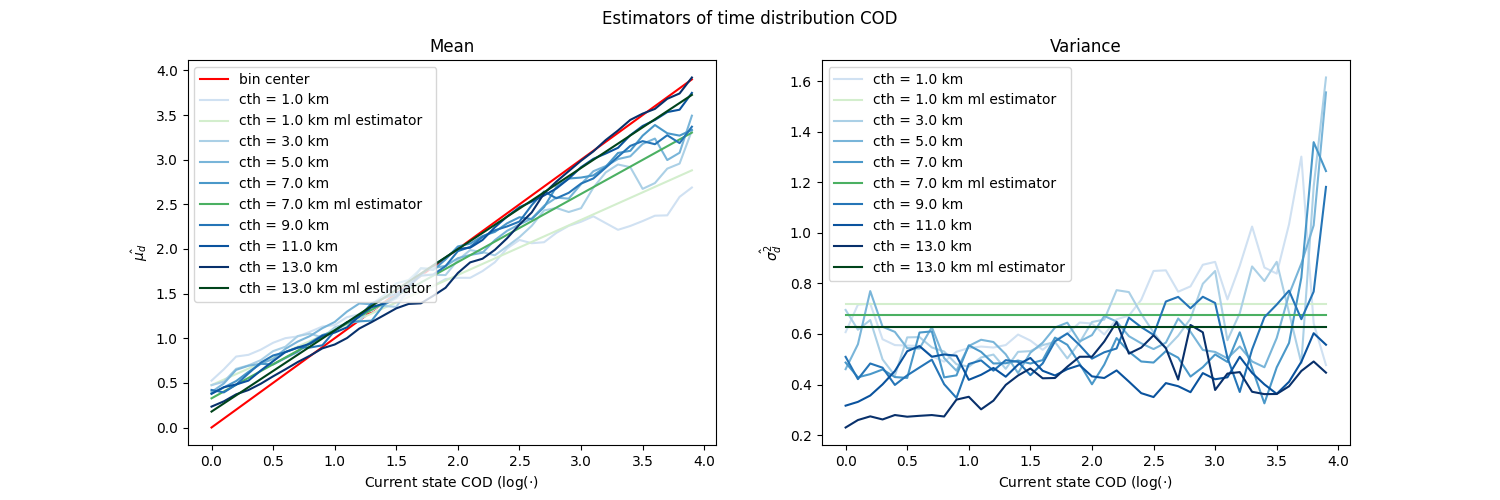 Estimators of time distribution COD
Mean
4.0
3.5
3.0
2.5
2.0
1.5
1.0
0.5
0.0
μ̂_d
bin center
cth = 1.0 km
cth = 1.0 km ml estimator
cth = 3.0 km
cth = 5.0 km
cth = 7.0 km
cth = 7.0 km ml estimator
cth = 9.0 km
cth = 11.0 km
cth = 13.0 km
cth = 13.0 km ml estimator
0.0 0.5 1.0 1.5 2.0 2.5 3.0 3.5 4.0
Current state COD (log(·)
Variance
1.6
1.4
1.2
1.0
0.8
0.6
0.4
0.2
σ̂²_d
cth = 1.0 km
cth = 1.0 km ml estimator
cth = 3.0 km
cth = 5.0 km
cth = 7.0 km
cth = 7.0 km ml estimator
cth = 9.0 km
cth = 11.0 km
cth = 13.0 km
cth = 13.0 km ml estimator
0.0 0.5 1.0 1.5 2.0 2.5 3.0 3.5 4.0
Current state COD (log(·)